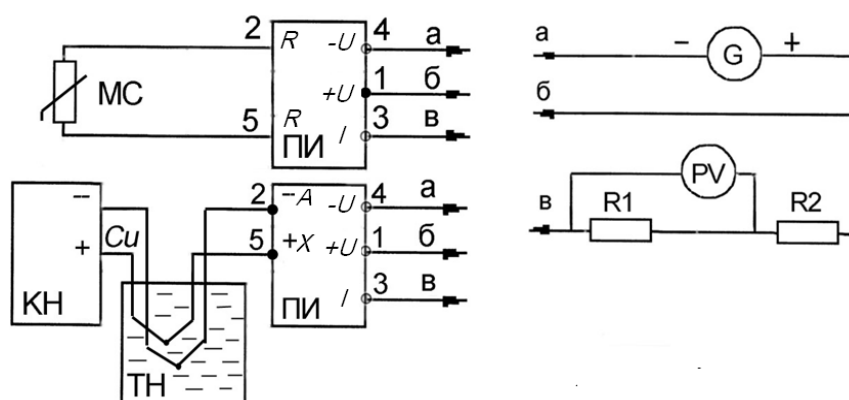 2 R -U 4 а
МС
+U 1 б
5 R ПИ I 3 в
− 2 −A -U 4 а
+ Cu 5 +X +U 1 б
КН
ПИ I 3 в
ТН
а − G +
б
PV
в R1 R2